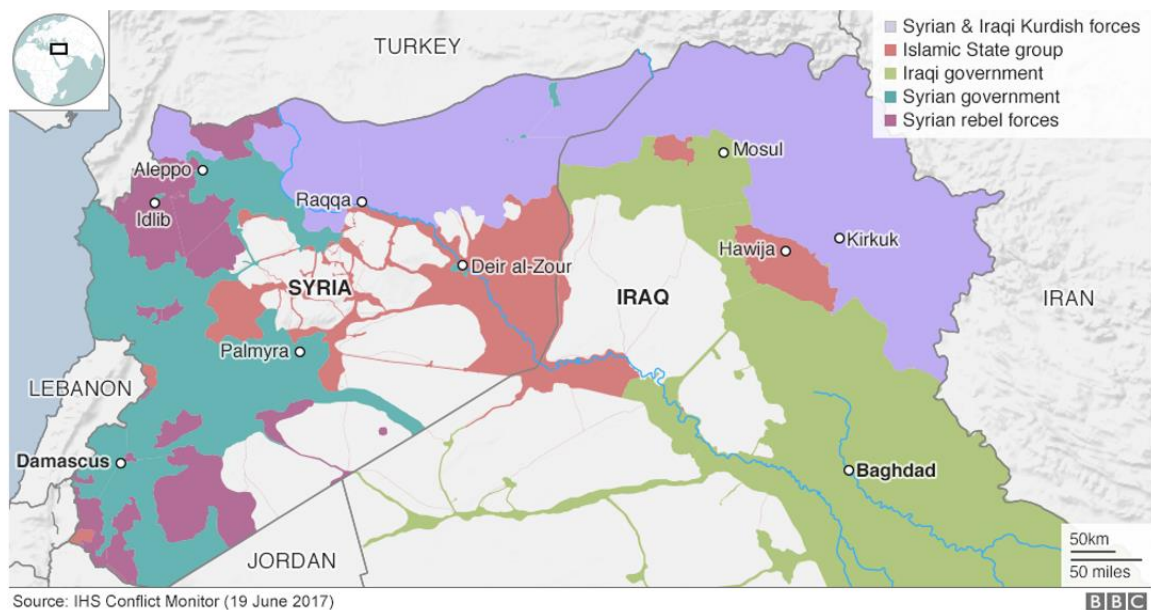 TURKEY
Syrian & Iraqi Kurdish forces
Islamic State group
Iraqi government
Syrian government
Syrian rebel forces
Aleppo
Mosul
Idlib
Raqqa
Hawija
Kirkuk
Deir al-Zour
SYRIA
IRAQ
IRAN
Palmyra
LEBANON
Damascus
Baghdad
JORDAN
50km
50 miles
Source: IHS Conflict Monitor (19 June 2017)
BBC